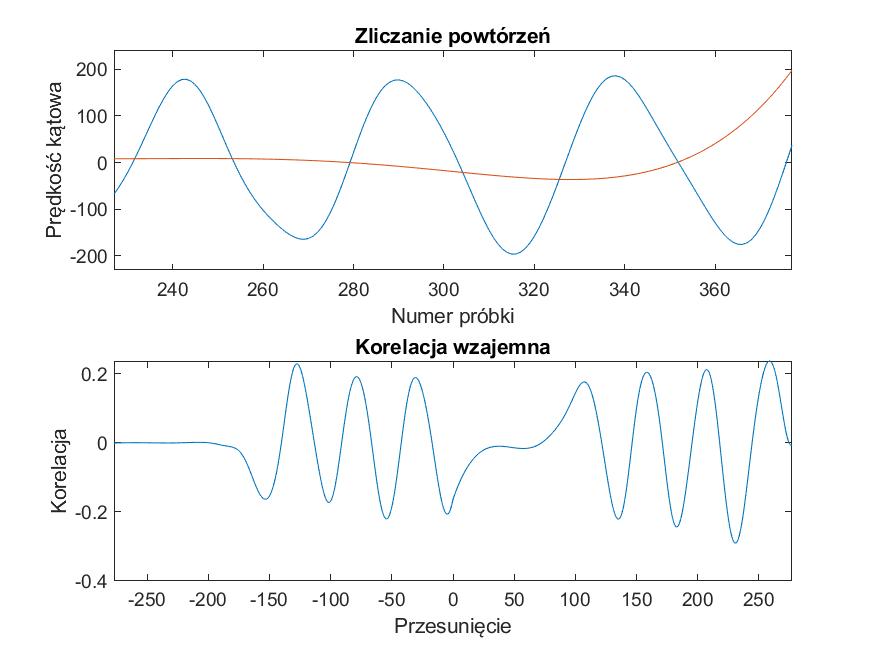 Zliczanie powtórzeń
200
100
0
-100
-200
Prędkość kątowa
240 260 280 300 320 340 360
Numer próbki
Korelacja wzajemna
0.2
0
-0.2
-0.4
Korelacja
-250 -200 -150 -100 -50 0 50 100 150 200 250
Przesunięcie